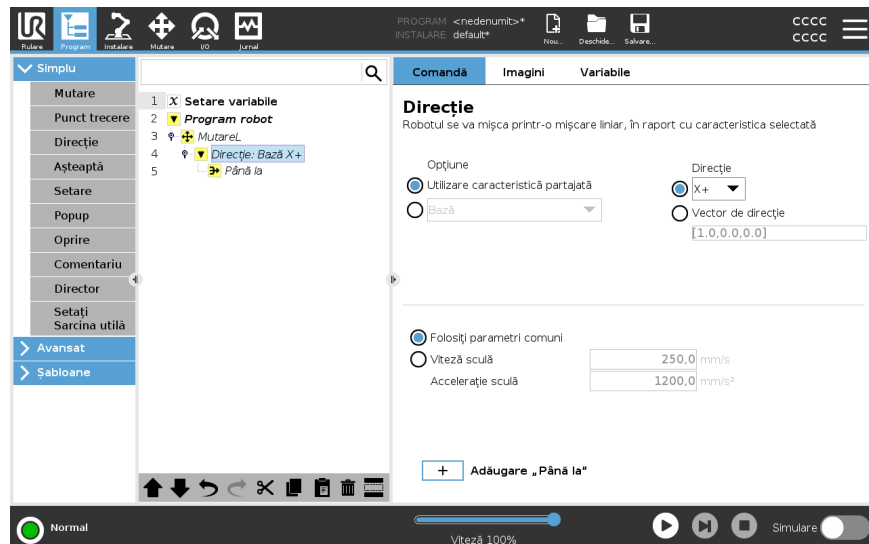 PROGRAM <nedenumit>*
INSTALARE default*
Rulare
Program
Instalare
Mutare
I/O
Jurnal
Nou...
Deschide...
Salvare...
cccc
cccc
Simplu
Mutare
Punct trecere
Direcție
Așteaptă
Setare
Popup
Oprire
Comentariu
Director
Setați
Sarcina utilă
Avansat
Șabloane
1 X Setare variabile
2 Program robot
3 MutareL
4 Direcție: Bază X+
5 Până la
Comandă Imagini Variabile
Direcție
Robotul se va mișca printr-o mișcare liniar, în raport cu caracteristica selectată
Opțiune
Utilizare caracteristică partajată
Bază
Direcție
X+
Vector de direcție
[1.0,0.0,0.0]
Folosiți parametri comuni
Viteză sculă 250,0 mm/s
Accelerație sculă 1200,0 mm/s²
+ Adăugare „Până la”
Normal
Viteză 100%
Simulare